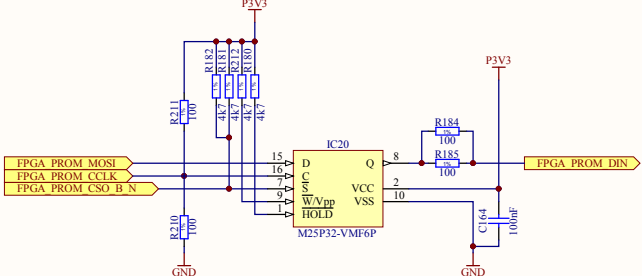 P3V3
R182
1%
4k7
R181
1%
4k7
R212
1%
4k7
R180
1%
4k7
P3V3
R211
1%
100
R184
1%
100
R185
1%
100
IC20
FPGA_PROM_MOSI
15
D
Q
8
FPGA_PROM_DIN
FPGA_PROM_CCLK
16
C
FPGA_PROM_CSO_B_N
7
S
VCC
2
9
W/Vpp
VSS
10
1
HOLD
M25P32-VMF6P
R210
1%
100
C164
100nF
GND
GND